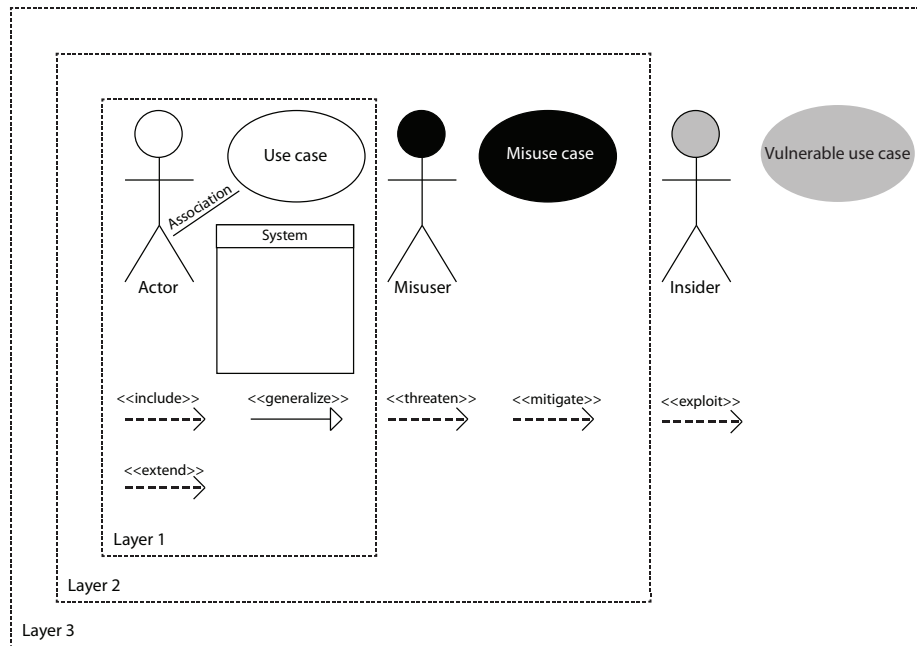 Use case
Misuse case
Vulnerable use case
Association
System
Actor
Misuser
Insider
<<include>>
<<generalize>>
<<threaten>>
<<mitigate>>
<<exploit>>
<<extend>>
Layer 1
Layer 2
Layer 3